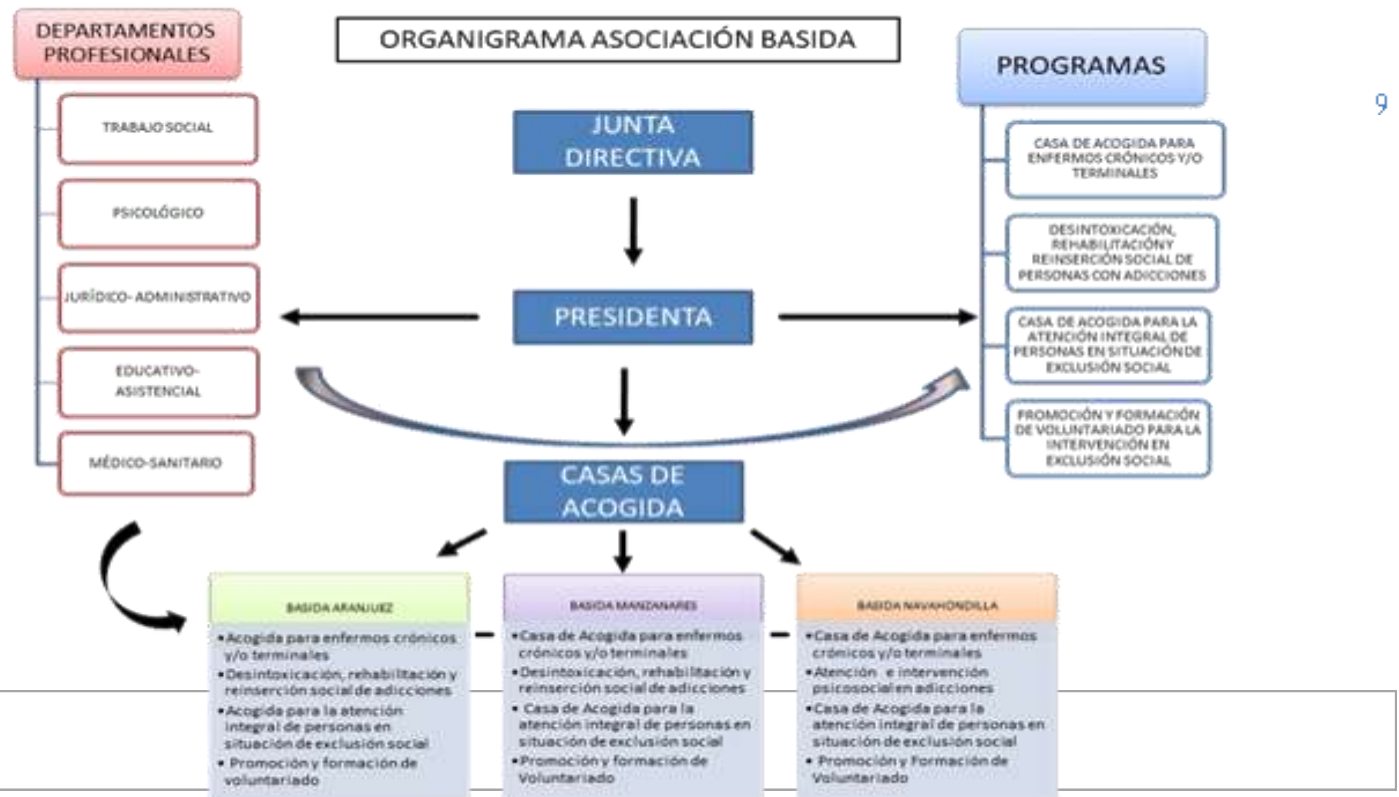 ORGANIGRAMA ASOCIACIÓN BASIDA
9
DEPARTAMENTOS
PROFESIONALES
TRABAJO SOCIAL
PSICOLÓGICO
JURÍDICO- ADMINISTRATIVO
EDUCATIVO-
ASISTENCIAL
MÉDICO-SANITARIO
JUNTA
DIRECTIVA
PRESIDENTA
CASAS DE
ACOGIDA
PROGRAMAS
CASA DE ACOGIDA PARA
ENFERMOS CRÓNICOS Y/O
TERMINALES
DESINTOXICACIÓN,
REHABILITACIÓN Y
REINSERCIÓN SOCIAL DE
PERSONAS CON ADICCIONES
CASA DE ACOGIDA PARA LA
ATENCIÓN INTEGRAL DE
PERSONAS EN SITUACIÓN DE
EXCLUSIÓN SOCIAL
PROMOCIÓN Y FORMACIÓN
DE VOLUNTARIADO PARA LA
INTERVENCIÓN EN
EXCLUSIÓN SOCIAL
BASIDA ARANJUEZ
•Acogida para enfermos crónicos
y/o terminales
•Desintoxicación, rehabilitación y
reinserción social de adicciones
•Acogida para la atención
integral de personas en
situación de exclusión social
• Promoción y formación de
voluntariado
BASIDA MANZANARES
•Casa de Acogida para enfermos
crónicos y/o terminales
•Desintoxicación, rehabilitación y
reinserción social de adicciones
• Casa de Acogida para la
atención integral de personas en
situación de exclusión social
•Promoción y formación de
Voluntariado
BASIDA NAVAHONDILLA
•Casa de Acogida para enfermos
crónicos y/o terminales
•Atención e intervención
psicosocial en adicciones
•Casa de Acogida para la
atención integral de personas en
situación de exclusión social
• Promoción y Formación de
Voluntariado